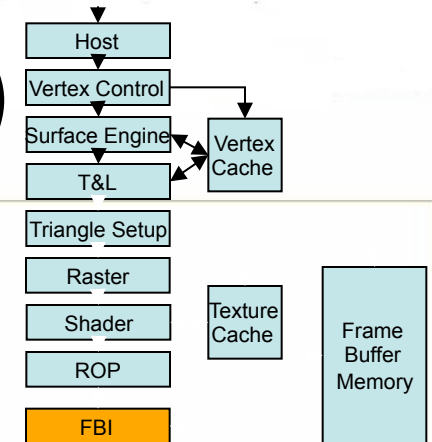 Host
Vertex Control
Surface Engine
Vertex
Cache
T&L
Triangle Setup
Raster
Shader
Texture
Cache
ROP
Frame
Buffer
Memory
FBI